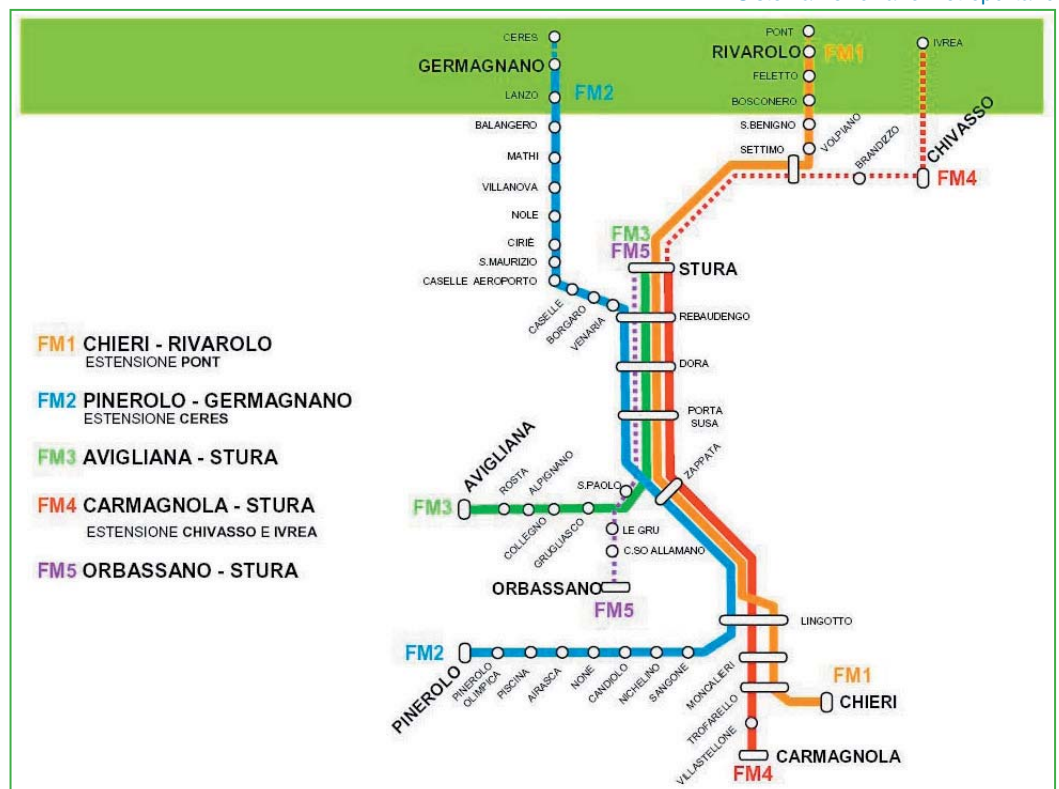 CERES
GERMAGNANO
LANZO
FM2
PONT
RIVAROLO
FM1
FELETTO
BOSCONERO
IVREA
BALANGERO
MATHI
VILLANOVA
NOLE
CIRIÈ
S.MAURIZIO
CASELLE AEROPORTO
CASELLE
BORGARO
VENARIA
S.BENIGNO
VOLPIANO
SETTIMO
BRANDIZZO
CHIVASSO
FM4
FM3
FM5
STURA
REBAUDENGO
DORA
PORTA
SUSA
ZAPPATA
FM1 CHIERI - RIVAROLO
ESTENSIONE PONT
FM2 PINEROLO - GERMAGNANO
ESTENSIONE CERES
FM3 AVIGLIANA - STURA
FM4 CARMAGNOLA - STURA
ESTENSIONE CHIVASSO E IVREA
FM5 ORBASSANO - STURA
AVIGLIANA
FM3
ROSTA
ALPIGNANO
COLLEGNO
GRUGLIASCO
S.PAOLO
LE GRU
C.SO ALLAMANO
ORBASSANO
FM5
LINGOTTO
FM2
PINEROLO
PINEROLO
OLIMPICA
PISCINA
AIRASCA
NONE
CANDIOLO
NICHELINO
SANGONE
MONCALIERI
TROFARELLO
VILLASTELLONE
FM1
CHIERI
CARMAGNOLA
FM4